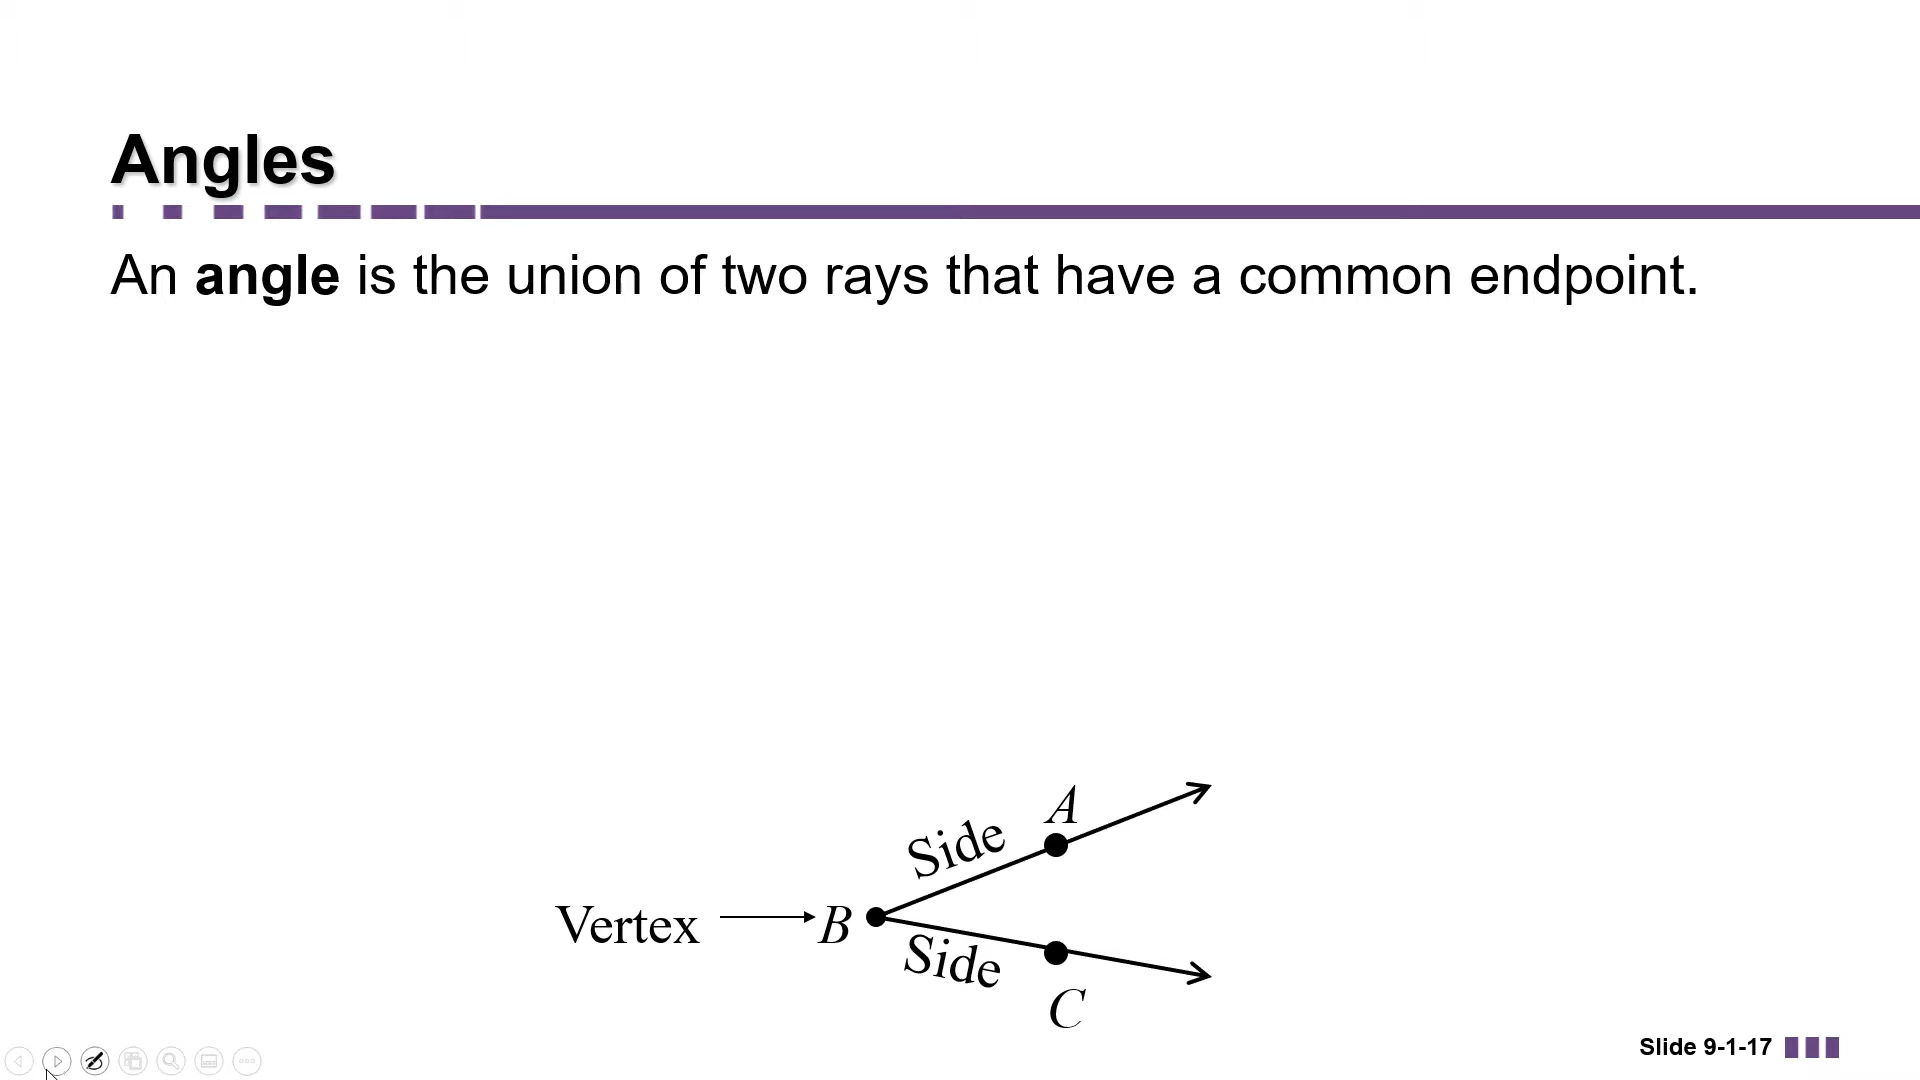 Angles
An angle is the union of two rays that have a common endpoint.
A
Side
Vertex
B
Side
C
Slide 9-1-17